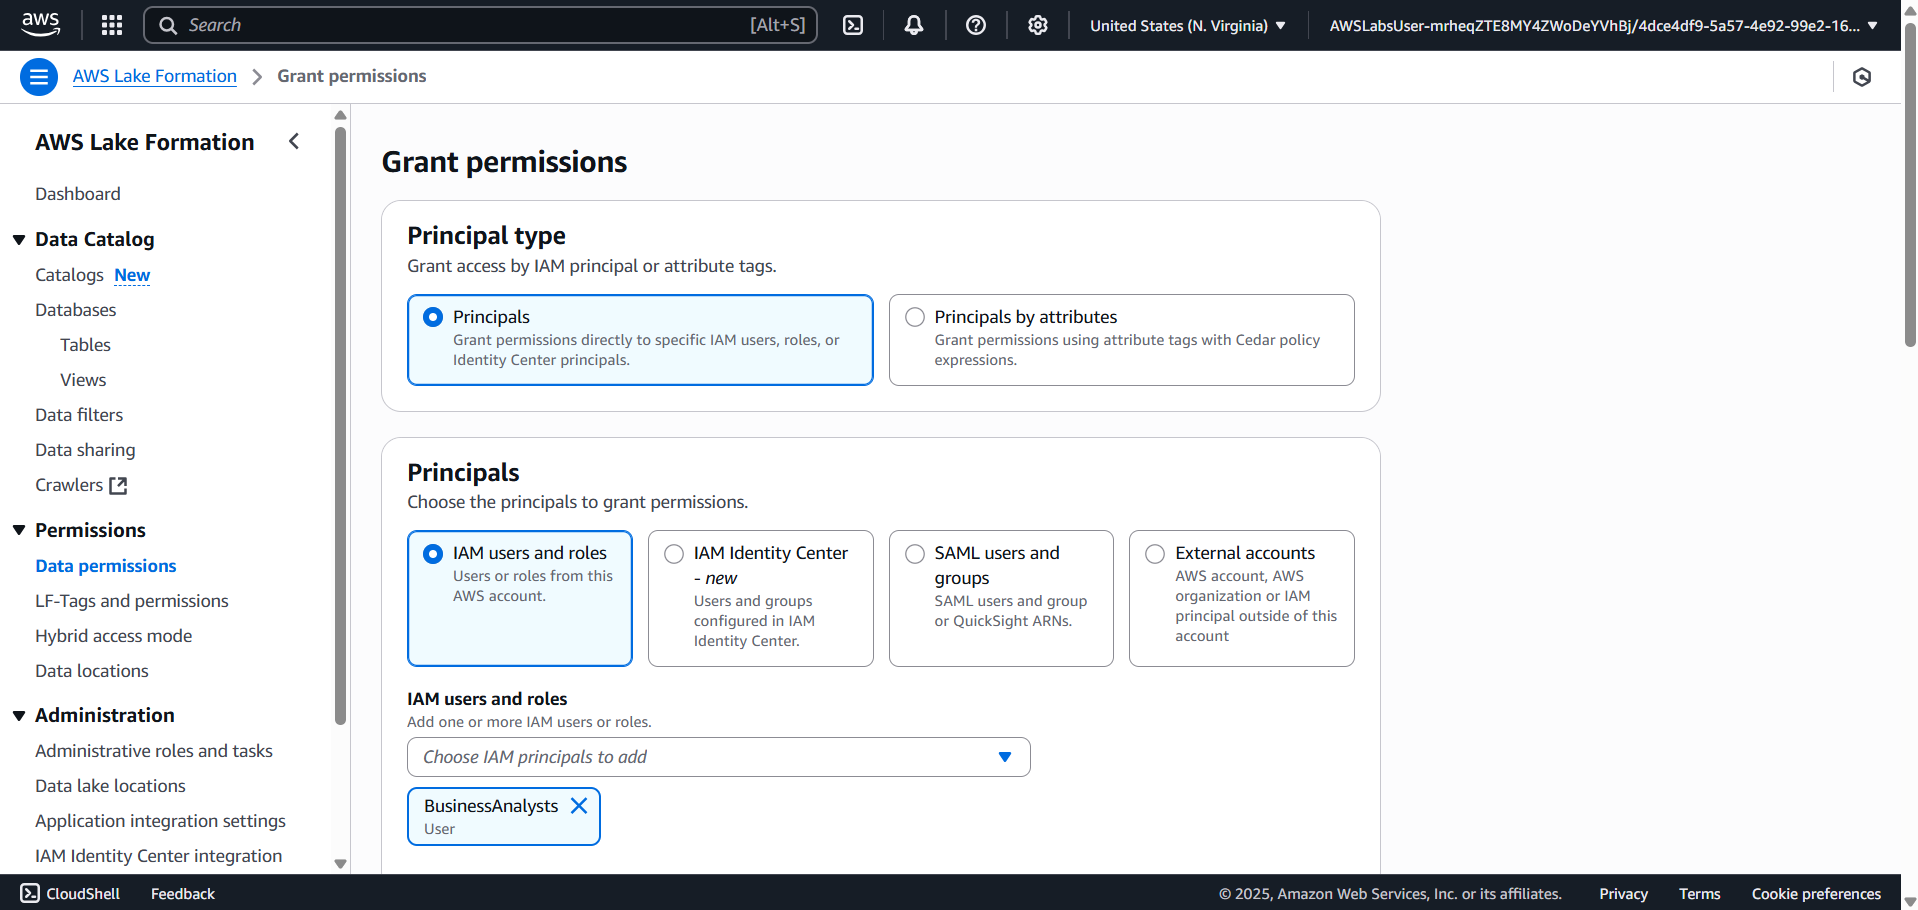 aws
Search
[Alt+S]
United States (N. Virginia)
AWSLabsUser-mrheqZTE8MY4ZWoDeYVhBj/4dce4df9-5a57-4e92-99e2-16...
AWS Lake Formation
Grant permissions
AWS Lake Formation
Dashboard
Data Catalog
Catalogs New
Databases
Tables
Views
Data filters
Data sharing
Crawlers
Permissions
Data permissions
LF-Tags and permissions
Hybrid access mode
Data locations
Administration
Administrative roles and tasks
Data lake locations
Application integration settings
IAM Identity Center integration
Grant permissions
Principal type
Grant access by IAM principal or attribute tags.
Principals
Grant permissions directly to specific IAM users, roles, or
Identity Center principals.
Principals by attributes
Grant permissions using attribute tags with Cedar policy
expressions.
Principals
Choose the principals to grant permissions.
IAM users and roles
Users or roles from this
AWS account.
IAM Identity Center
- new
Users and groups
configured in IAM
Identity Center.
SAML users and
groups
SAML users and group
or QuickSight ARNs.
External accounts
AWS account, AWS
organization or IAM
principal outside of this
account
IAM users and roles
Add one or more IAM users or roles.
Choose IAM principals to add
BusinessAnalysts
User
CloudShell
Feedback
© 2025, Amazon Web Services, Inc. or its affiliates.
Privacy
Terms
Cookie preferences